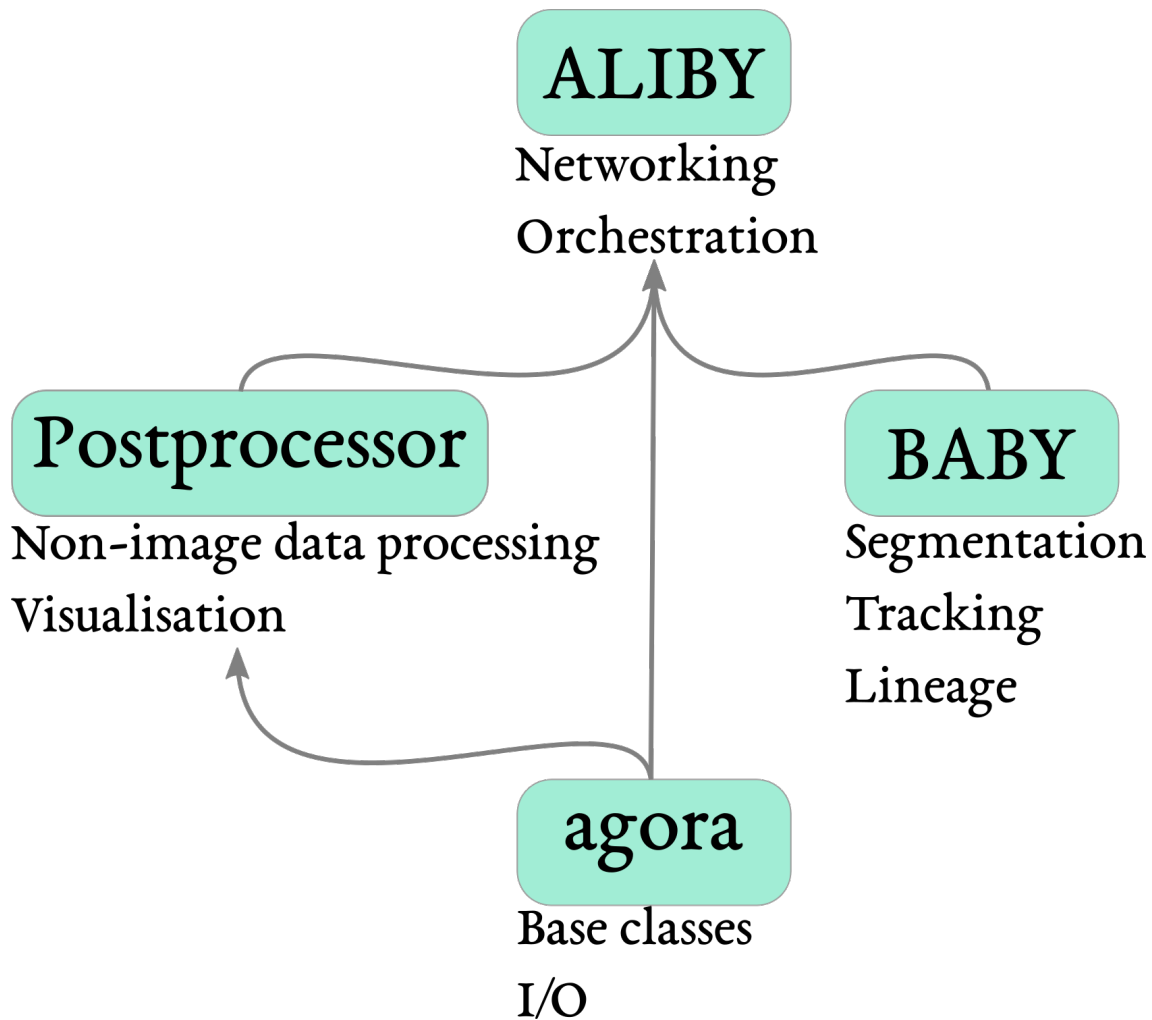 ALIBY
Networking
Orchestration
Postprocessor
Non-image data processing
Visualisation
BABY
Segmentation
Tracking
Lineage
agora
Base classes
I/O